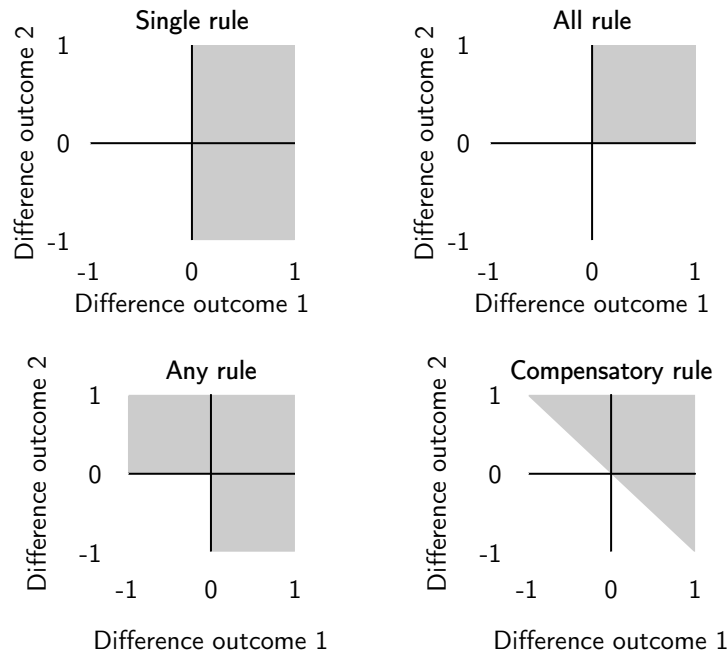 Single rule
Difference outcome 2
1
0
-1
-1 0 1
Difference outcome 1
All rule
Difference outcome 2
1
0
-1
-1 0 1
Difference outcome 1
Any rule
Difference outcome 2
1
0
-1
-1 0 1
Difference outcome 1
Compensatory rule
Difference outcome 2
1
0
-1
-1 0 1
Difference outcome 1